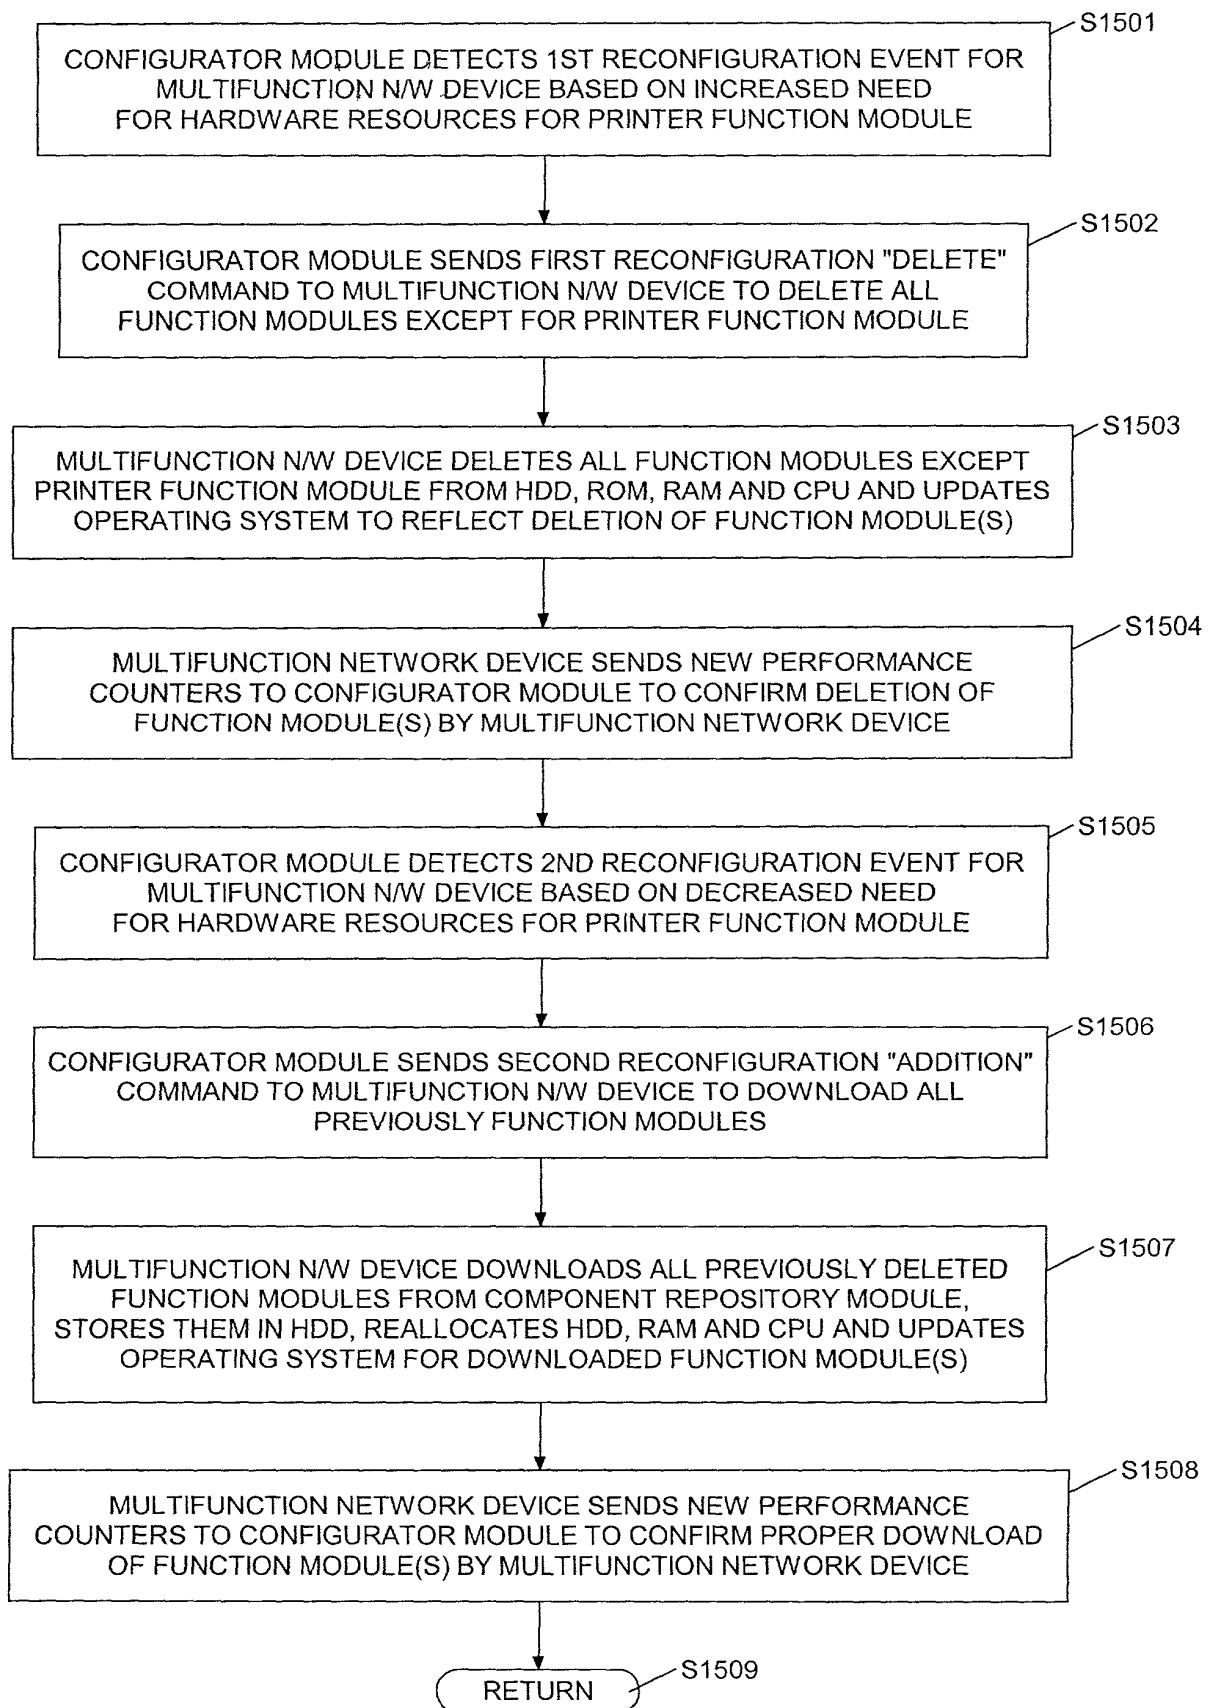 S1501
CONFIGURATOR MODULE DETECTS 1ST RECONFIGURATION EVENT FOR
MULTIFUNCTION N/W DEVICE BASED ON INCREASED NEED
FOR HARDWARE RESOURCES FOR PRINTER FUNCTION MODULE
S1502
CONFIGURATOR MODULE SENDS FIRST RECONFIGURATION "DELETE"
COMMAND TO MULTIFUNCTION N/W DEVICE TO DELETE ALL
FUNCTION MODULES EXCEPT FOR PRINTER FUNCTION MODULE
S1503
MULTIFUNCTION N/W DEVICE DELETES ALL FUNCTION MODULES EXCEPT
PRINTER FUNCTION MODULE FROM HDD, ROM, RAM AND CPU AND UPDATES
OPERATING SYSTEM TO REFLECT DELETION OF FUNCTION MODULE(S)
S1504
MULTIFUNCTION NETWORK DEVICE SENDS NEW PERFORMANCE
COUNTERS TO CONFIGURATOR MODULE TO CONFIRM DELETION OF
FUNCTION MODULE(S) BY MULTIFUNCTION NETWORK DEVICE
S1505
CONFIGURATOR MODULE DETECTS 2ND RECONFIGURATION EVENT FOR
MULTIFUNCTION N/W DEVICE BASED ON DECREASED NEED
FOR HARDWARE RESOURCES FOR PRINTER FUNCTION MODULE
S1506
CONFIGURATOR MODULE SENDS SECOND RECONFIGURATION "ADDITION"
COMMAND TO MULTIFUNCTION N/W DEVICE TO DOWNLOAD ALL
PREVIOUSLY FUNCTION MODULES
S1507
MULTIFUNCTION N/W DEVICE DOWNLOADS ALL PREVIOUSLY DELETED
FUNCTION MODULES FROM COMPONENT REPOSITORY MODULE,
STORES THEM IN HDD, REALLOCATES HDD, RAM AND CPU AND UPDATES
OPERATING SYSTEM FOR DOWNLOADED FUNCTION MODULE(S)
S1508
MULTIFUNCTION NETWORK DEVICE SENDS NEW PERFORMANCE
COUNTERS TO CONFIGURATOR MODULE TO CONFIRM PROPER DOWNLOAD
OF FUNCTION MODULE(S) BY MULTIFUNCTION NETWORK DEVICE
S1509
RETURN